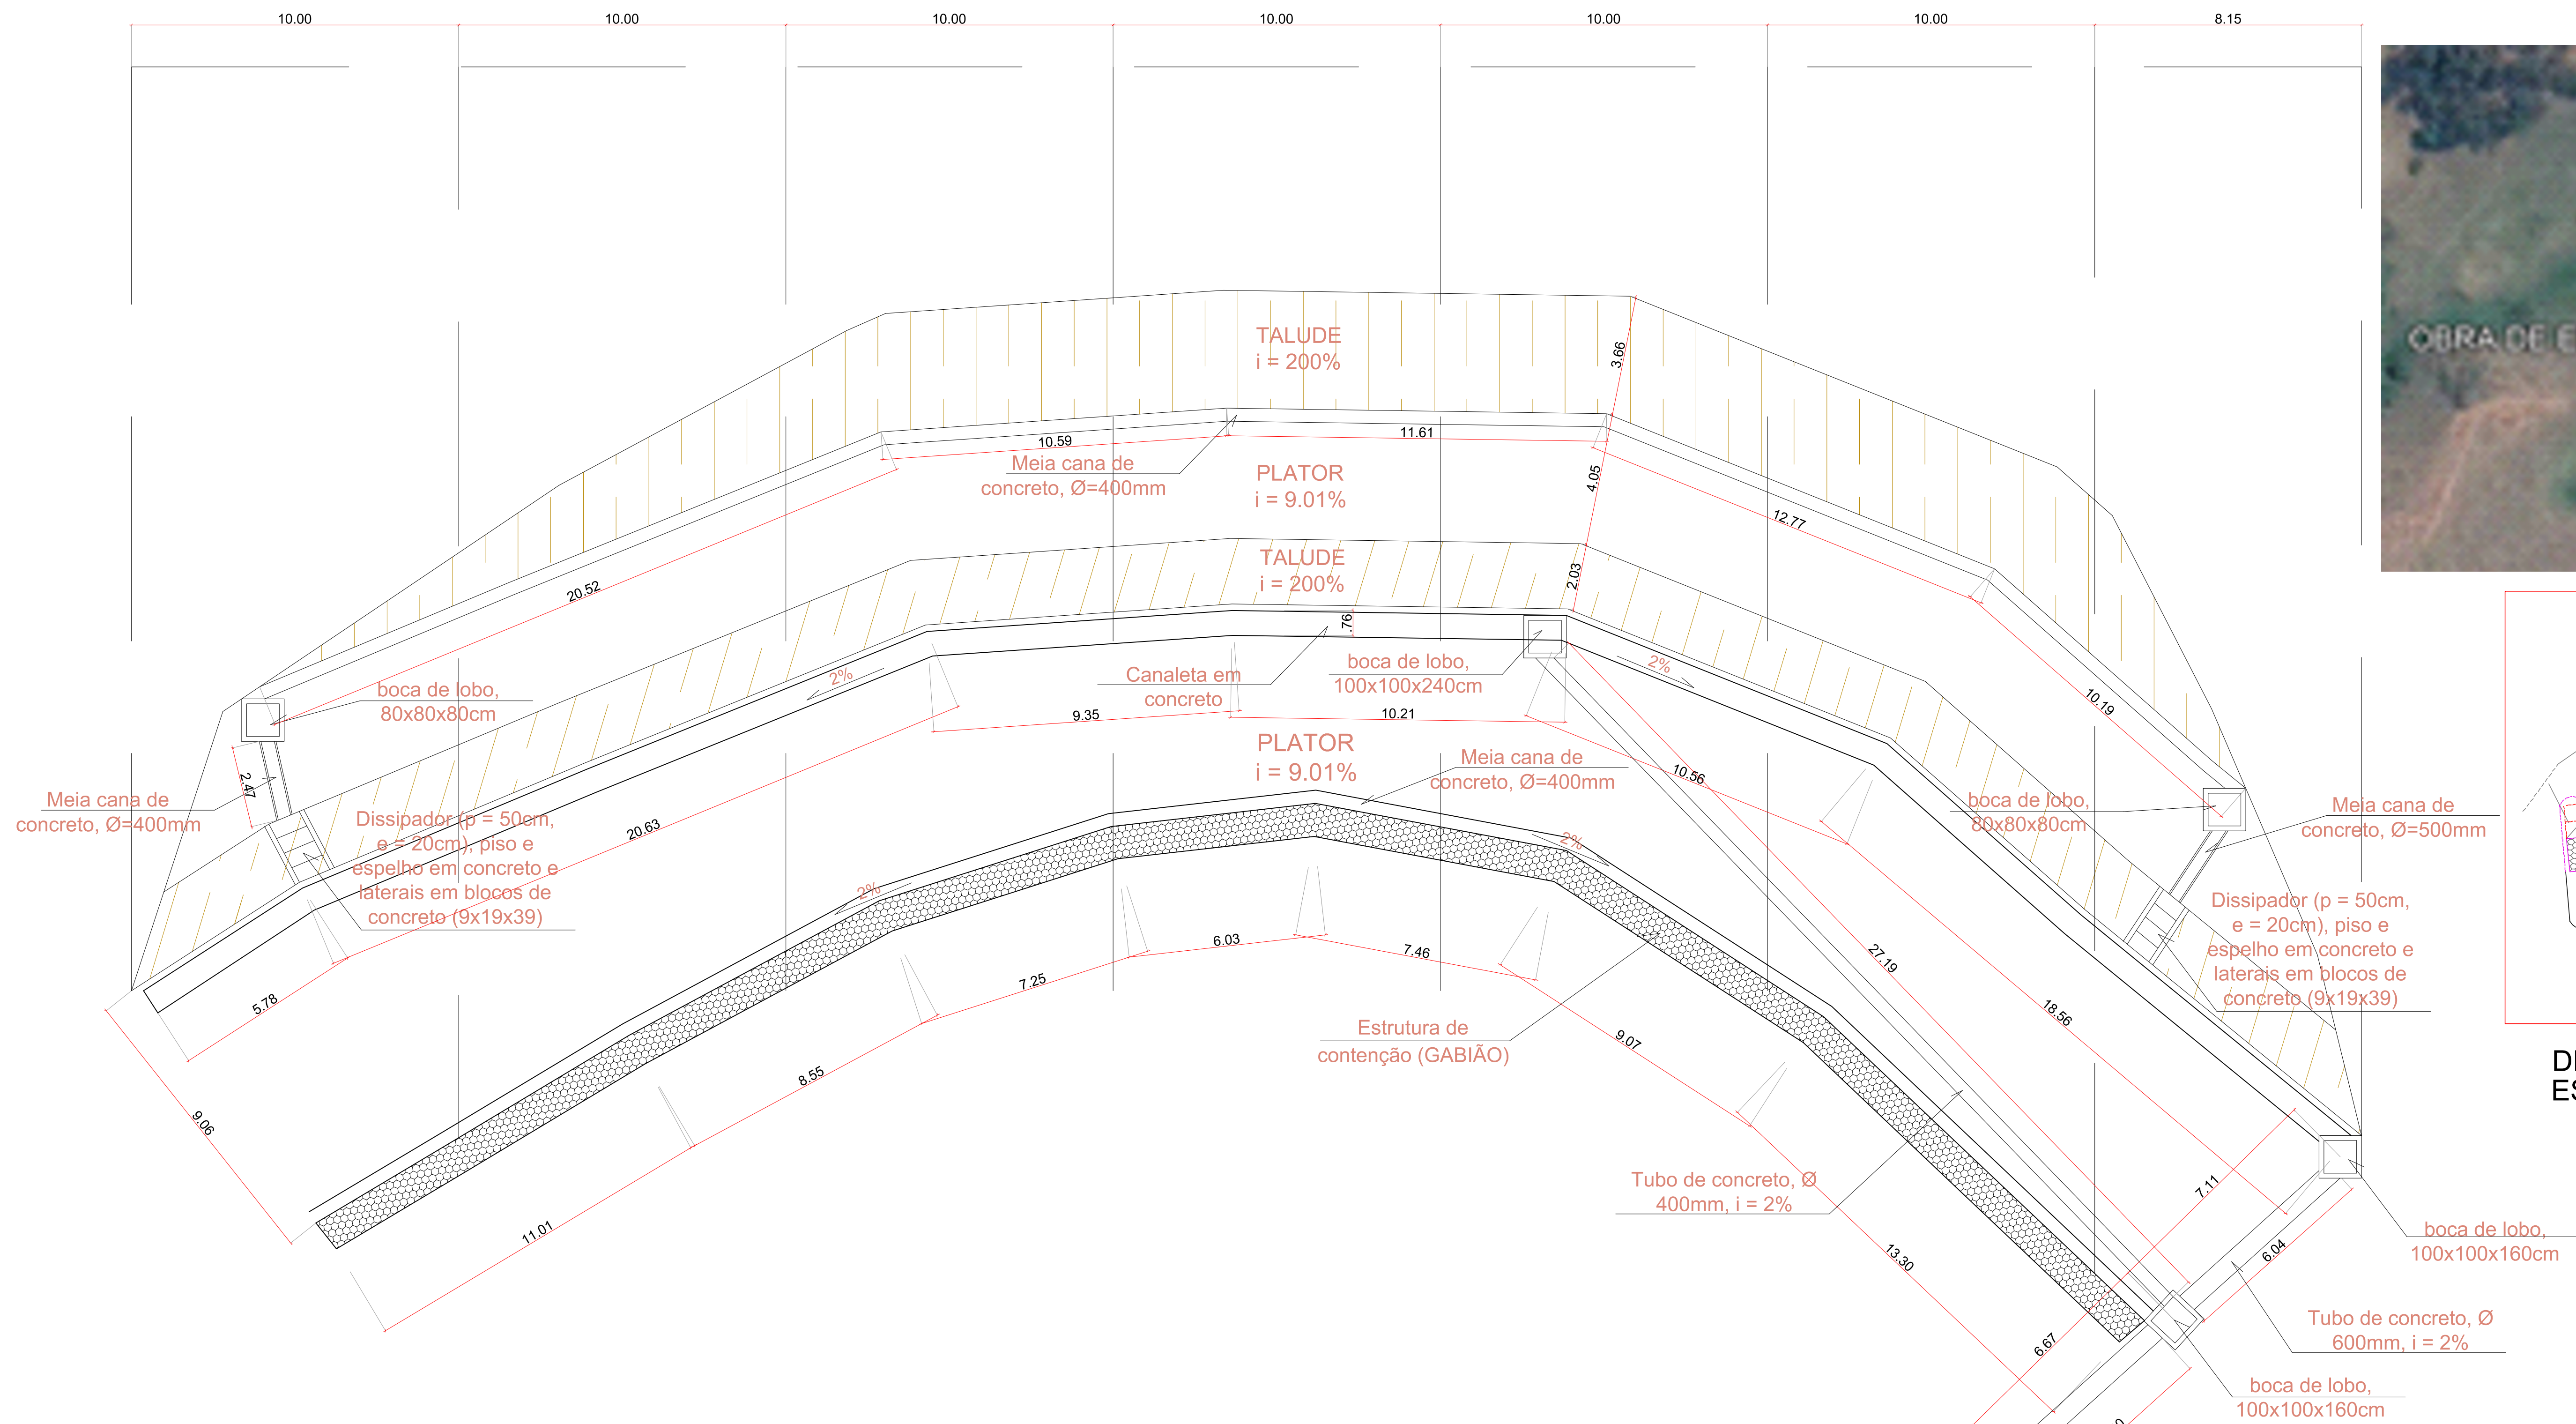 10.00
10.00
10.00
10.00
10.00
10.00
8.15
TALUDE
i = 200%
3.66
OBRA DE E
10.59
11.61
Meia cana de
concreto, Ø=400mm
PLATOR
i = 9.01%
4.05
12.77
TALUDE
i = 200%
2.03
20.52
.76
boca de lobo,
80x80x80cm
2%
Canaleta em
concreto
boca de lobo,
100x100x240cm
2%
10.19
9.35
10.21
2.47
Meia cana de
concreto, Ø=400mm
Dissipador (p = 50cm,
e = 20cm), piso e
espelho em concreto e
laterais em blocos de
concreto (9x19x39)
20.63
PLATOR
i = 9.01%
Meia cana de
concreto, Ø=400mm
10.56
boca de lobo,
80x80x80cm
Meia cana de
concreto, Ø=500mm
2%
2%
Dissipador (p = 50cm,
e = 20cm), piso e
espelho em concreto e
laterais em blocos de
concreto (9x19x39)
5.78
7.25
6.03
7.46
27.19
18.56
Estrutura de
contenção (GABIÃO)
9.07
8.55
9.06
11.01
Tubo de concreto, Ø
400mm, i = 2%
7.11
13.30
6.04
boca de lobo,
100x100x160cm
Tubo de concreto, Ø
600mm, i = 2%
6.67
boca de lobo,
100x100x160cm